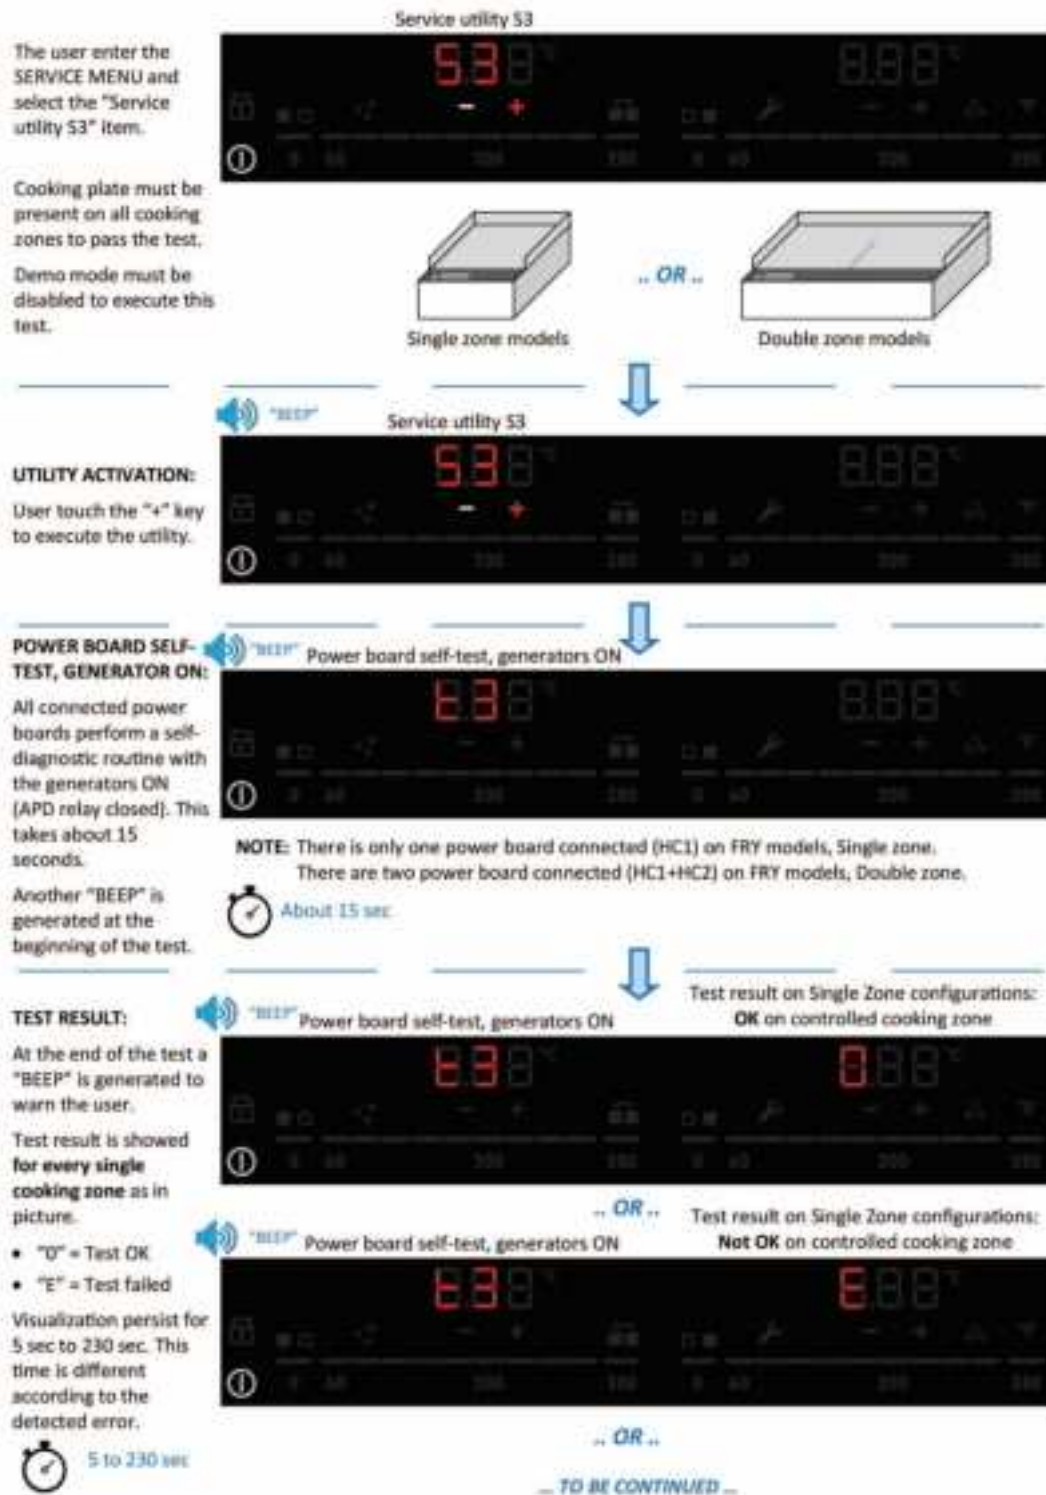 Service utility S3
The user enter the
SERVICE MENU and
select the "Service
utility S3" item.
S3
- +
Cooking plate must be
present on all cooking
zones to pass the test.
Demo mode must be
disabled to execute this
test.
.. OR ..
Single zone models
Double zone models
"BEEP"
Service utility S3
S3
- +
UTILITY ACTIVATION:
User touch the "+" key
to execute the utility.
POWER BOARD SELF-
TEST, GENERATOR ON:
"BEEP" Power board self-test, generators ON
t3
All connected power
boards perform a self-
diagnostic routine with
the generators ON
(APD relay closed). This
takes about 15
seconds.
Another "BEEP" is
generated at the
beginning of the test.
NOTE: There is only one power board connected (HC1) on FRY models, Single zone.
There are two power board connected (HC1+HC2) on FRY models, Double zone.
About 15 sec
TEST RESULT:
"BEEP" Power board self-test, generators ON
Test result on Single Zone configurations:
OK on controlled cooking zone
t3 0
At the end of the test a
"BEEP" is generated to
warn the user.
Test result is showed
for every single
cooking zone as in
picture.
• "0" = Test OK
• "E" = Test failed
.. OR ..
"BEEP" Power board self-test, generators ON
Test result on Single Zone configurations:
Not OK on controlled cooking zone
t3 E
Visualization persist for
5 sec to 230 sec. This
time is different
according to the
detected error.
5 to 230 sec
.. OR ..
... TO BE CONTINUED ...